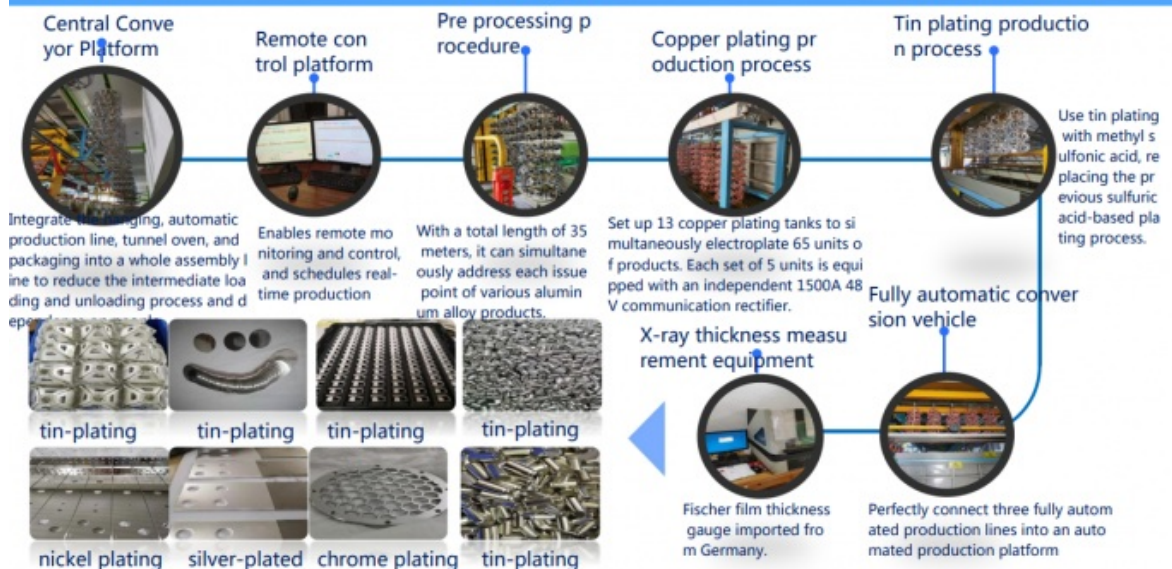 Central Conve
yor Platform
Remote con
trol platform
Pre processing p
rocedure
Copper plating pr
oduction process
Tin plating productio
n process
Integrate the hanging, automatic
production line, tunnel oven, and
packaging into a whole assembly l
ine to reduce the intermediate loa
ding and unloading process and d
Enables remote mo
nitoring and control,
and schedules real-
time production
With a total length of 35
meters, it can simultane
ously address each issue
point of various alumin
um alloy products.
Set up 13 copper plating tanks to si
multaneously electroplate 65 units o
f products. Each set of 5 units is equi
pped with an independent 1500A 48
V communication rectifier.
Use tin plating
with methyl s
ulfonic acid, re
placing the pr
evious sulfuric
acid-based pla
ting process.
Fully automatic conver
sion vehicle
Perfectly connect three fully autom
ated production lines into an auto
mated production platform
X-ray thickness measu
rement equipment
Fischer film thickness
gauge imported fro
m Germany.
tin-plating
tin-plating
tin-plating
tin-plating
nickel plating
silver-plated
chrome plating
tin-plating